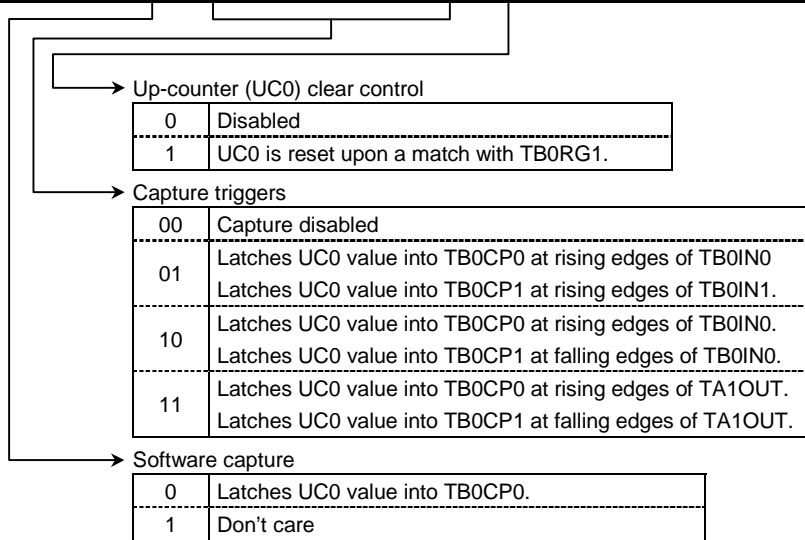 Up-counter (UC0) clear control
0 Disabled
1 UC0 is reset upon a match with TB0RG1.
Capture triggers
00 Capture disabled
01 Latches UC0 value into TB0CP0 at rising edges of TB0IN0
Latches UC0 value into TB0CP1 at rising edges of TB0IN1.
10 Latches UC0 value into TB0CP0 at rising edges of TB0IN0.
Latches UC0 value into TB0CP1 at falling edges of TB0IN0.
11 Latches UC0 value into TB0CP0 at rising edges of TA1OUT.
Latches UC0 value into TB0CP1 at falling edges of TA1OUT.
Software capture
0 Latches UC0 value into TB0CP0.
1 Don't care